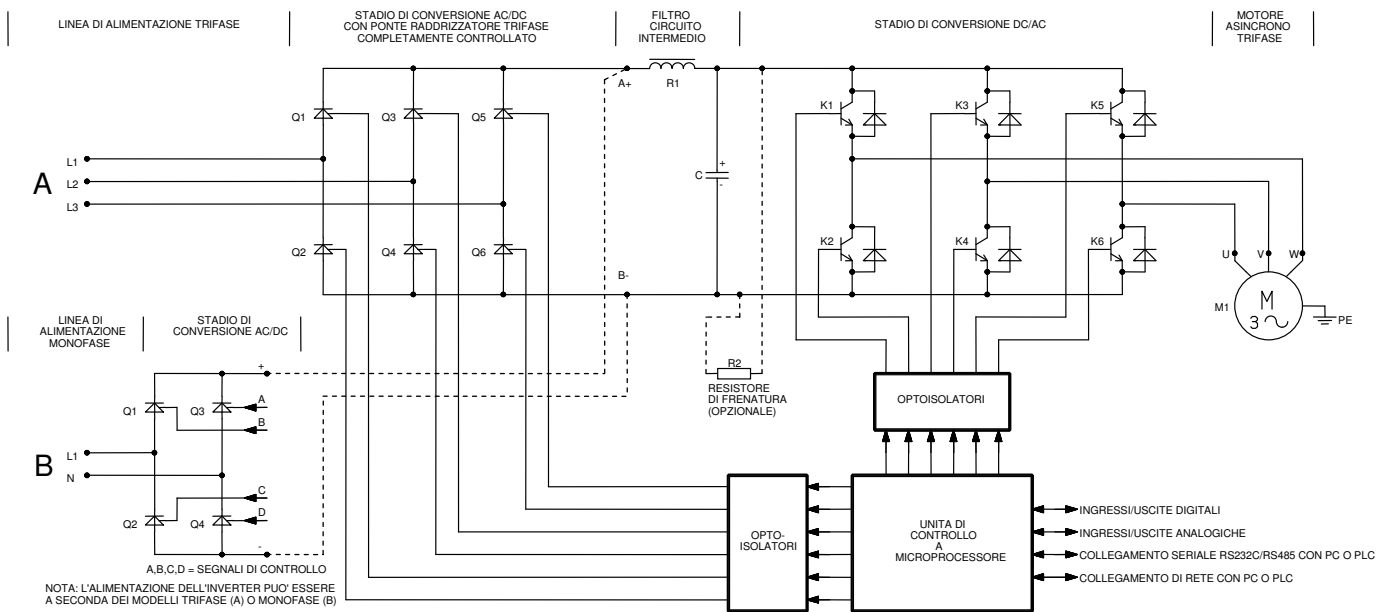 LINEA DI ALIMENTAZIONE TRIFASE
STADIO DI CONVERSIONE AC/DC
CON PONTE RADDRIZZATORE TRIFASE
COMPLETAMENTE CONTROLLATO
FILTRO
CIRCUITO
INTERMEDIO
STADIO DI CONVERSIONE DC/AC
MOTORE
ASINCRONO
TRIFASE
A+
R1
Q1
Q3
Q5
K1
K3
K5
A
L1
L2
L3
C
+
-
Q2
Q4
Q6
K2
K4
K6
B-
U
V
W
M1
M
3
PE
LINEA DI
ALIMENTAZIONE
MONOFASE
STADIO DI
CONVERSIONE AC/DC
+
Q1
Q3
A
B
B
L1
N
C
D
Q2
Q4
-
R2
RESISTORE
DI FRENATURA
(OPZIONALE)
OPTOISOLATORI
OPTO-
ISOLATORI
UNITA DI
CONTROLLO
A
MICROPROCESSORE
INGRESSI/USCITE DIGITALI
INGRESSI/USCITE ANALOGICHE
COLLEGAMENTO SERIALE RS232C/RS485 CON PC O PLC
COLLEGAMENTO DI RETE CON PC O PLC
A,B,C,D = SEGNALI DI CONTROLLO
NOTA: L'ALIMENTAZIONE DELL'INVERTER PUO' ESSERE
A SECONDA DEI MODELLI TRIFASE (A) O MONOFASE (B)